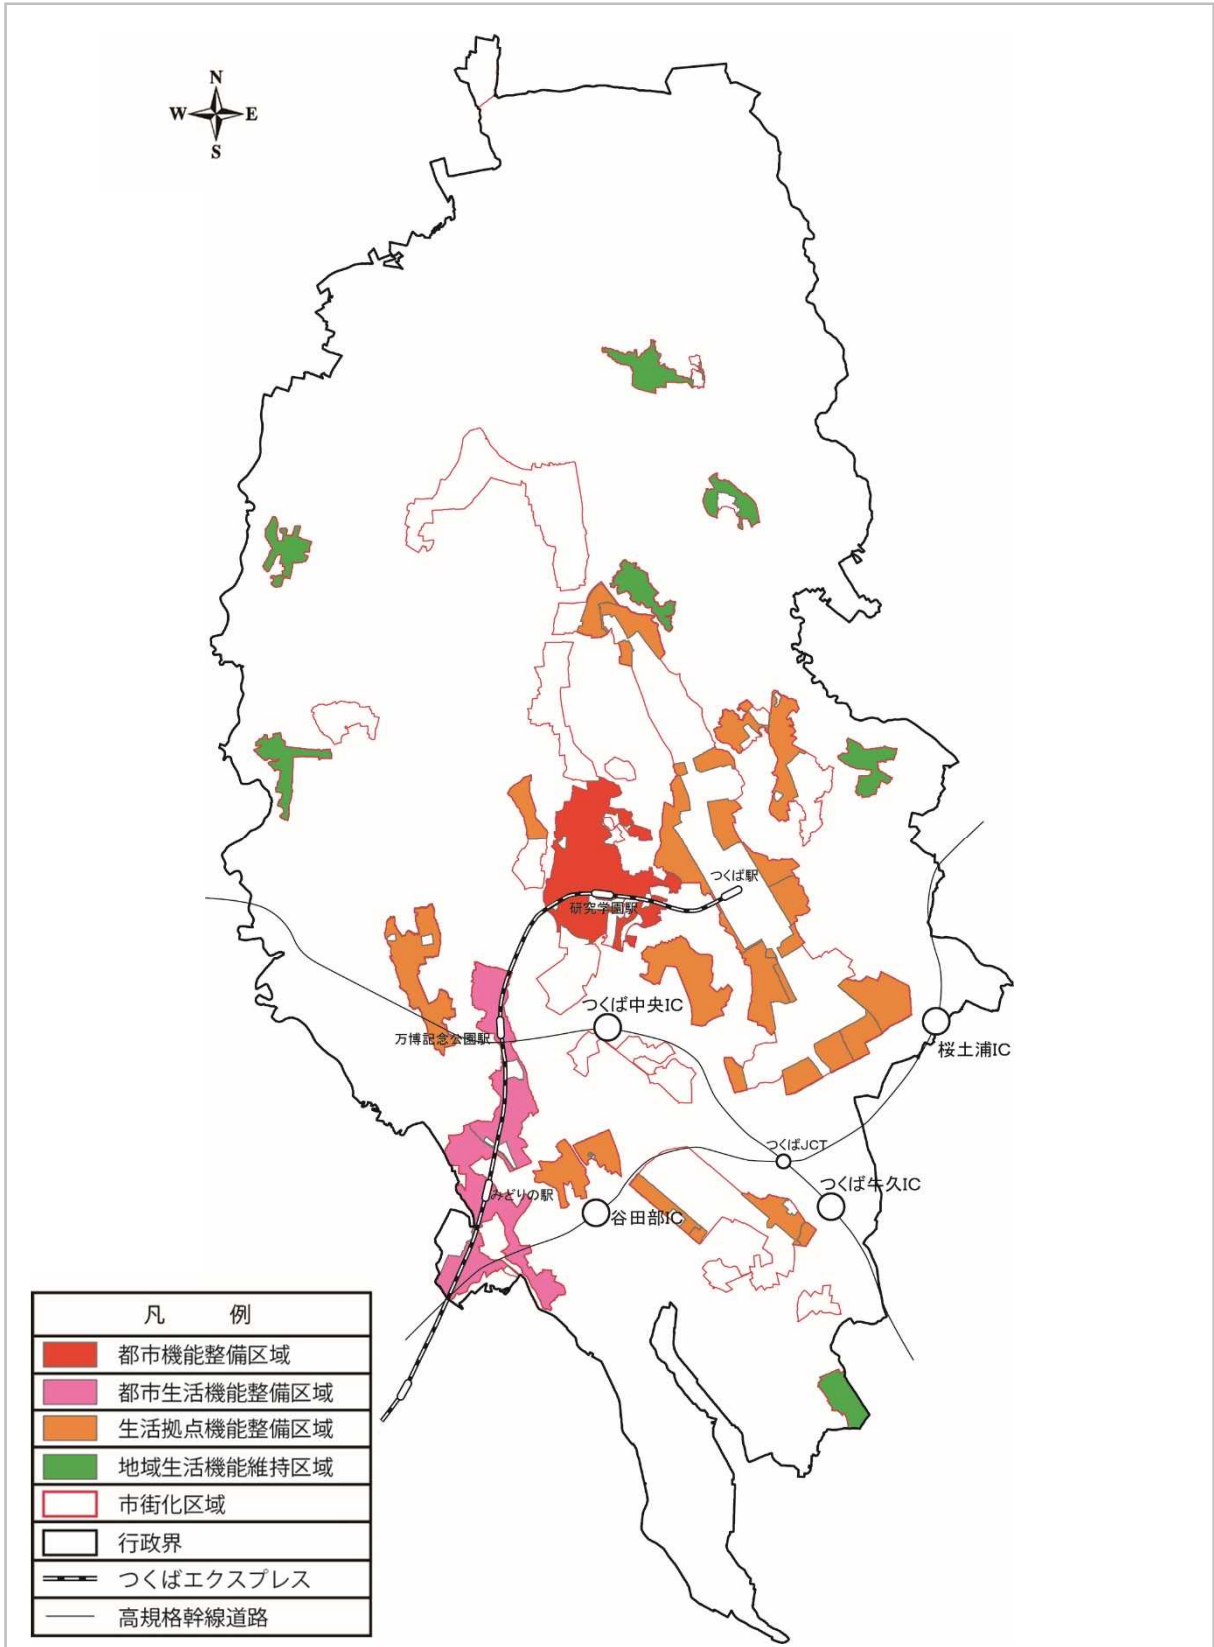 N
W E
S
つくば駅
研究学園駅
つくば中央IC
万博記念公園駅
桜土浦IC
つくばJCT
つくば牛久IC
みどりの駅
谷田部IC
凡 例
都市機能整備区域
都市生活機能整備区域
生活拠点機能整備区域
地域生活機能維持区域
市街化区域
行政界
つくばエクスプレス
高規格幹線道路